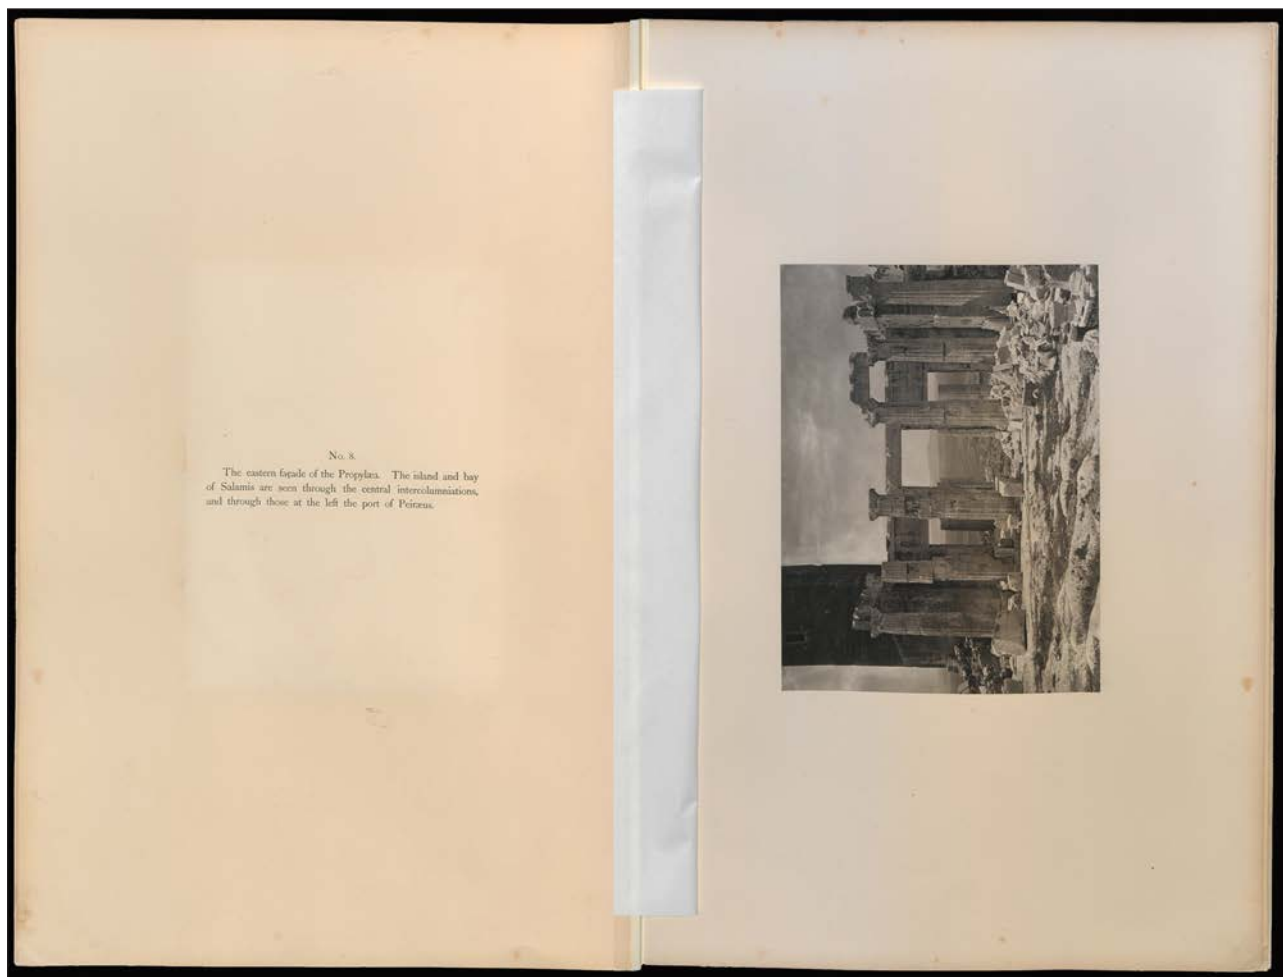 No. 8.
The eastern façade of the Propylæa. The island and bay
of Salamis are seen through the central intercolumniations,
and through those at the left the port of Peiræus.